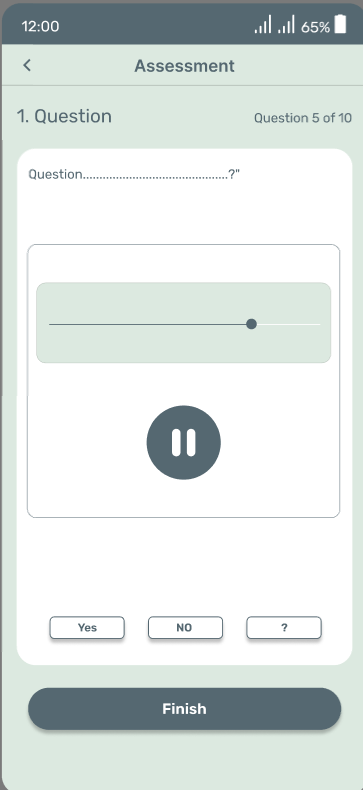 12:00 65%
Assessment
1. Question Question 5 of 10
Question............................................?"
Yes NO ?
Finish